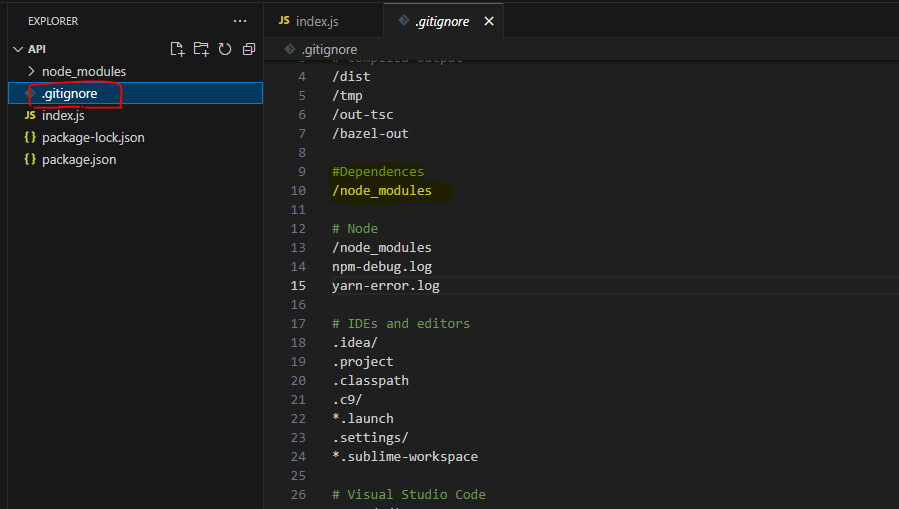 EXPLORER
API
node_modules
.gitignore
JS index.js
{} package-lock.json
{} package.json
JS index.js
.gitignore
.gitignore
4 /dist
5 /tmp
6 /out-tsc
7 /bazel-out
8
9 #Dependences
10 /node_modules
11
12 # Node
13 /node_modules
14 npm-debug.log
15 yarn-error.log
16
17 # IDEs and editors
18 .idea/
19 .project
20 .classpath
21 .c9/
22 *.launch
23 .settings/
24 *.sublime-workspace
25
26 # Visual Studio Code